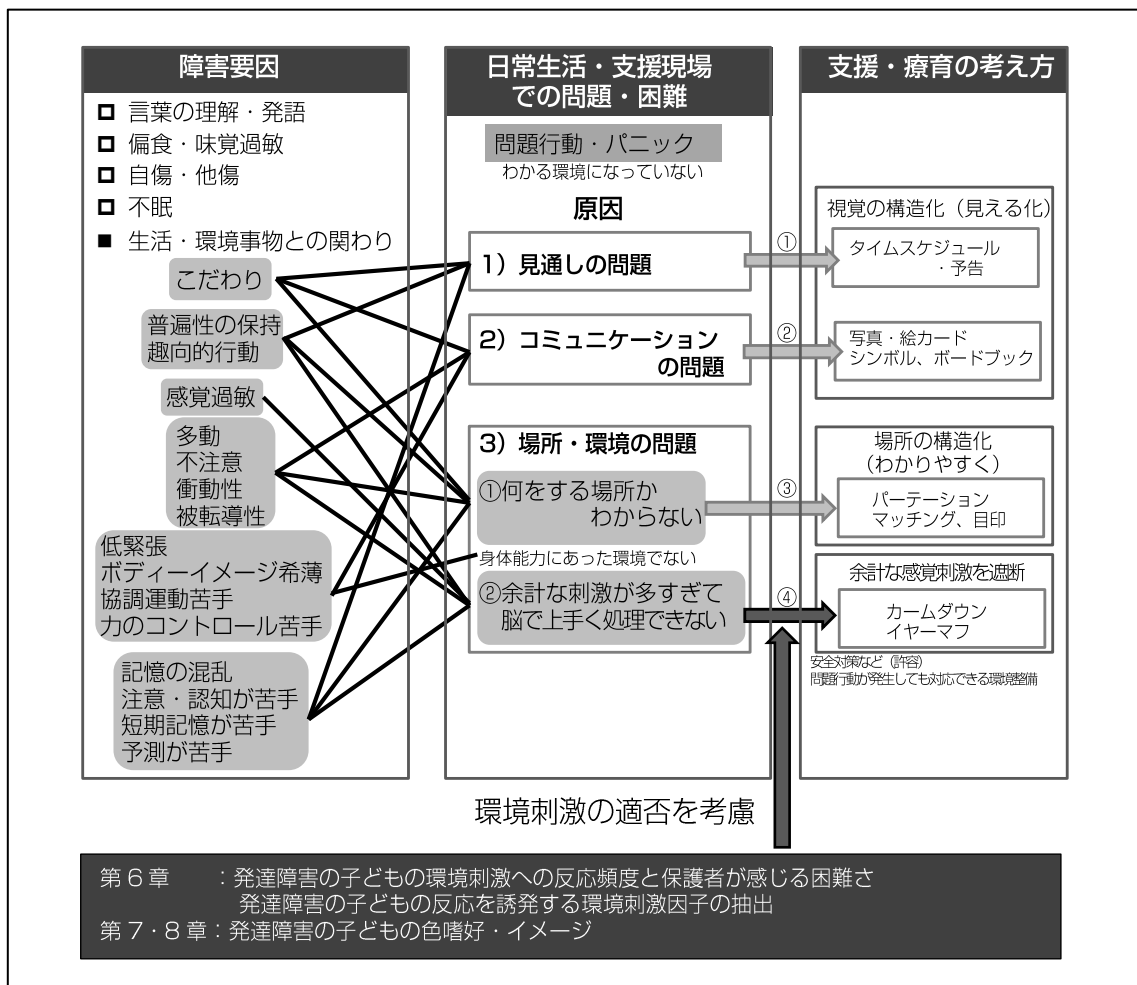 障害要因
□ 言葉の理解・発語
□ 偏食・味覚過敏
□ 自傷・他傷
□ 不眠
■ 生活・環境事物との関わり
こだわり
普遍性の保持
趣向的行動
感覚過敏
多動
不注意
衝動性
被転導性
低緊張
ボディーイメージ希薄
協調運動苦手
力のコントロール苦手
記憶の混乱
注意・認知が苦手
短期記憶が苦手
予測が苦手
日常生活・支援現場
での問題・困難
問題行動・パニック
わかる環境になっていない
原因
1）見通しの問題
2）コミュニケーション
の問題
3）場所・環境の問題
①何をする場所か
わからない
身体能力にあった環境でない
②余計な刺激が多すぎて
脳で上手く処理できない
①
②
③
④
支援・療育の考え方
視覚の構造化（見える化）
タイムスケジュール
・予告
写真・絵カード
シンボル、ボードブック
場所の構造化
（わかりやすく）
パーテーション
マッチング、目印
余計な感覚刺激を遮断
カームダウン
イヤーマフ
安全対策など（許容）
問題行動が発生しても対応できる環境整備
環境刺激の適否を考慮
第6章　　：発達障害の子どもの環境刺激への反応頻度と保護者が感じる困難さ
発達障害の子どもの反応を誘発する環境刺激因子の抽出
第7・8章：発達障害の子どもの色嗜好・イメージ